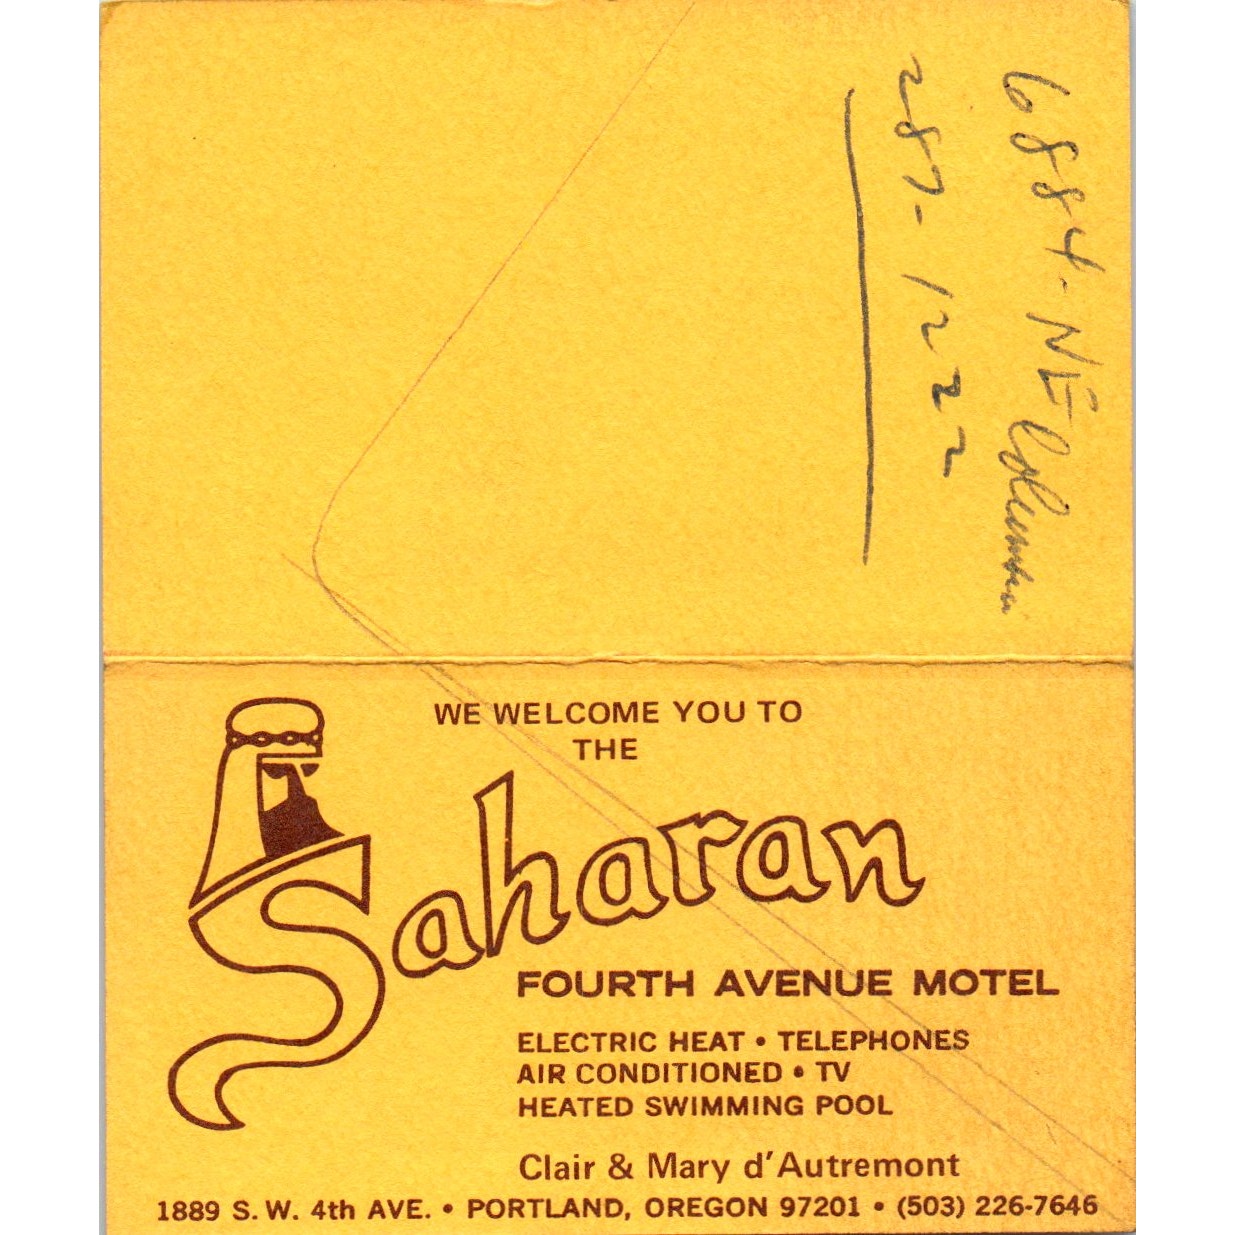 6884-NE Columbia
287-1222
WE WELCOME YOU TO
THE
Saharan
FOURTH AVENUE MOTEL
ELECTRIC HEAT • TELEPHONES
AIR CONDITIONED • TV
HEATED SWIMMING POOL
Clair & Mary d'Autremont
1889 S. W. 4th AVE. • PORTLAND, OREGON 97201 • (503) 226-7646